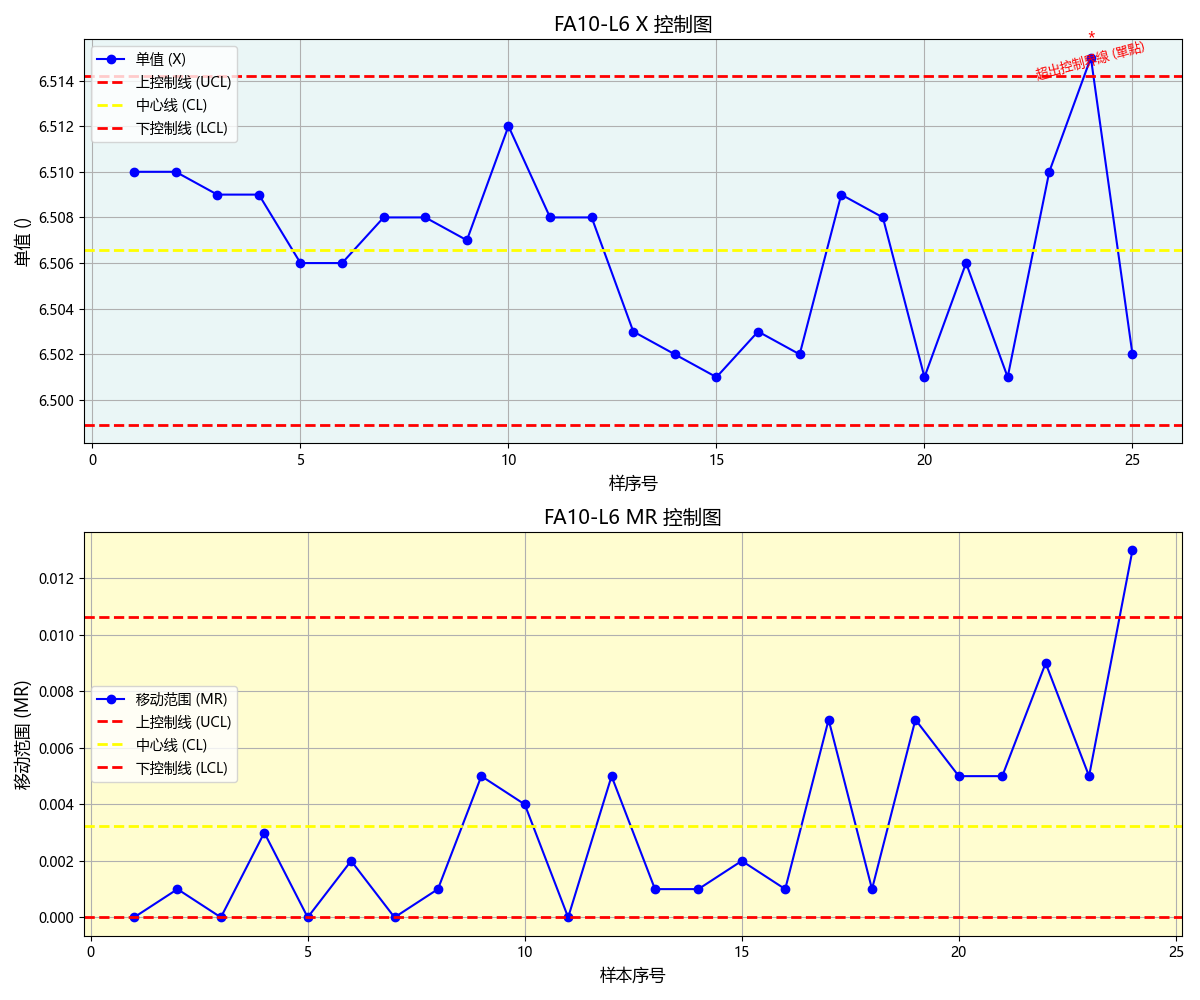 FA10-L6 X 控制图
*
超出控制界線 (單點)
单值 (X)
上控制线 (UCL)
中心线 (CL)
下控制线 (LCL)
单值 ()
6.514
6.512
6.510
6.508
6.506
6.504
6.502
6.500
0 5 10 15 20 25
样序号
FA10-L6 MR 控制图
移动范围 (MR)
0.012
0.010
0.008
0.006
0.004
0.002
0.000
移动范围 (MR)
上控制线 (UCL)
中心线 (CL)
下控制线 (LCL)
0 5 10 15 20 25
样本序号